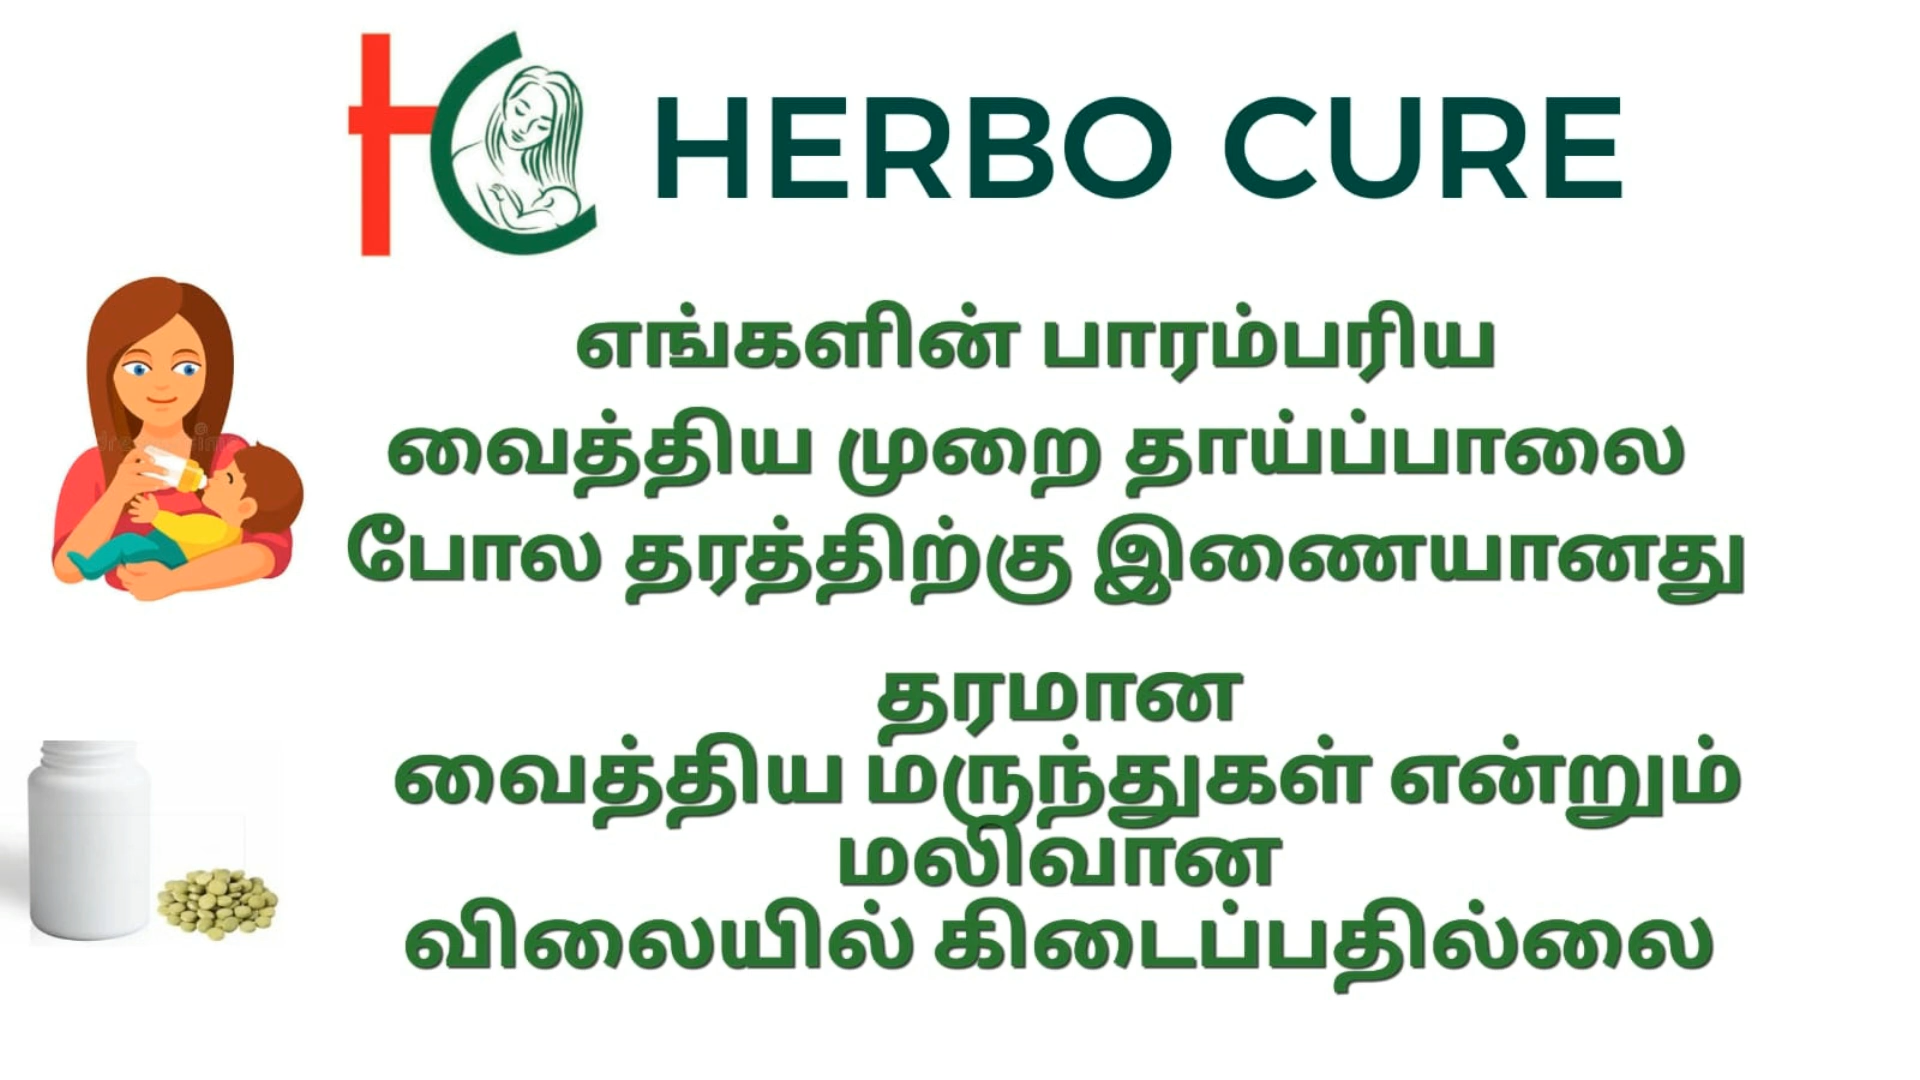 HERBO CURE
எங்களின் பாரம்பரிய
வைத்திய முறை தாய்ப்பாலை
போல தரத்திற்கு இணையானது
தரமான
வைத்திய மருந்துகள் என்றும்
மலிவான
விலையில் கிடைப்பதில்லை